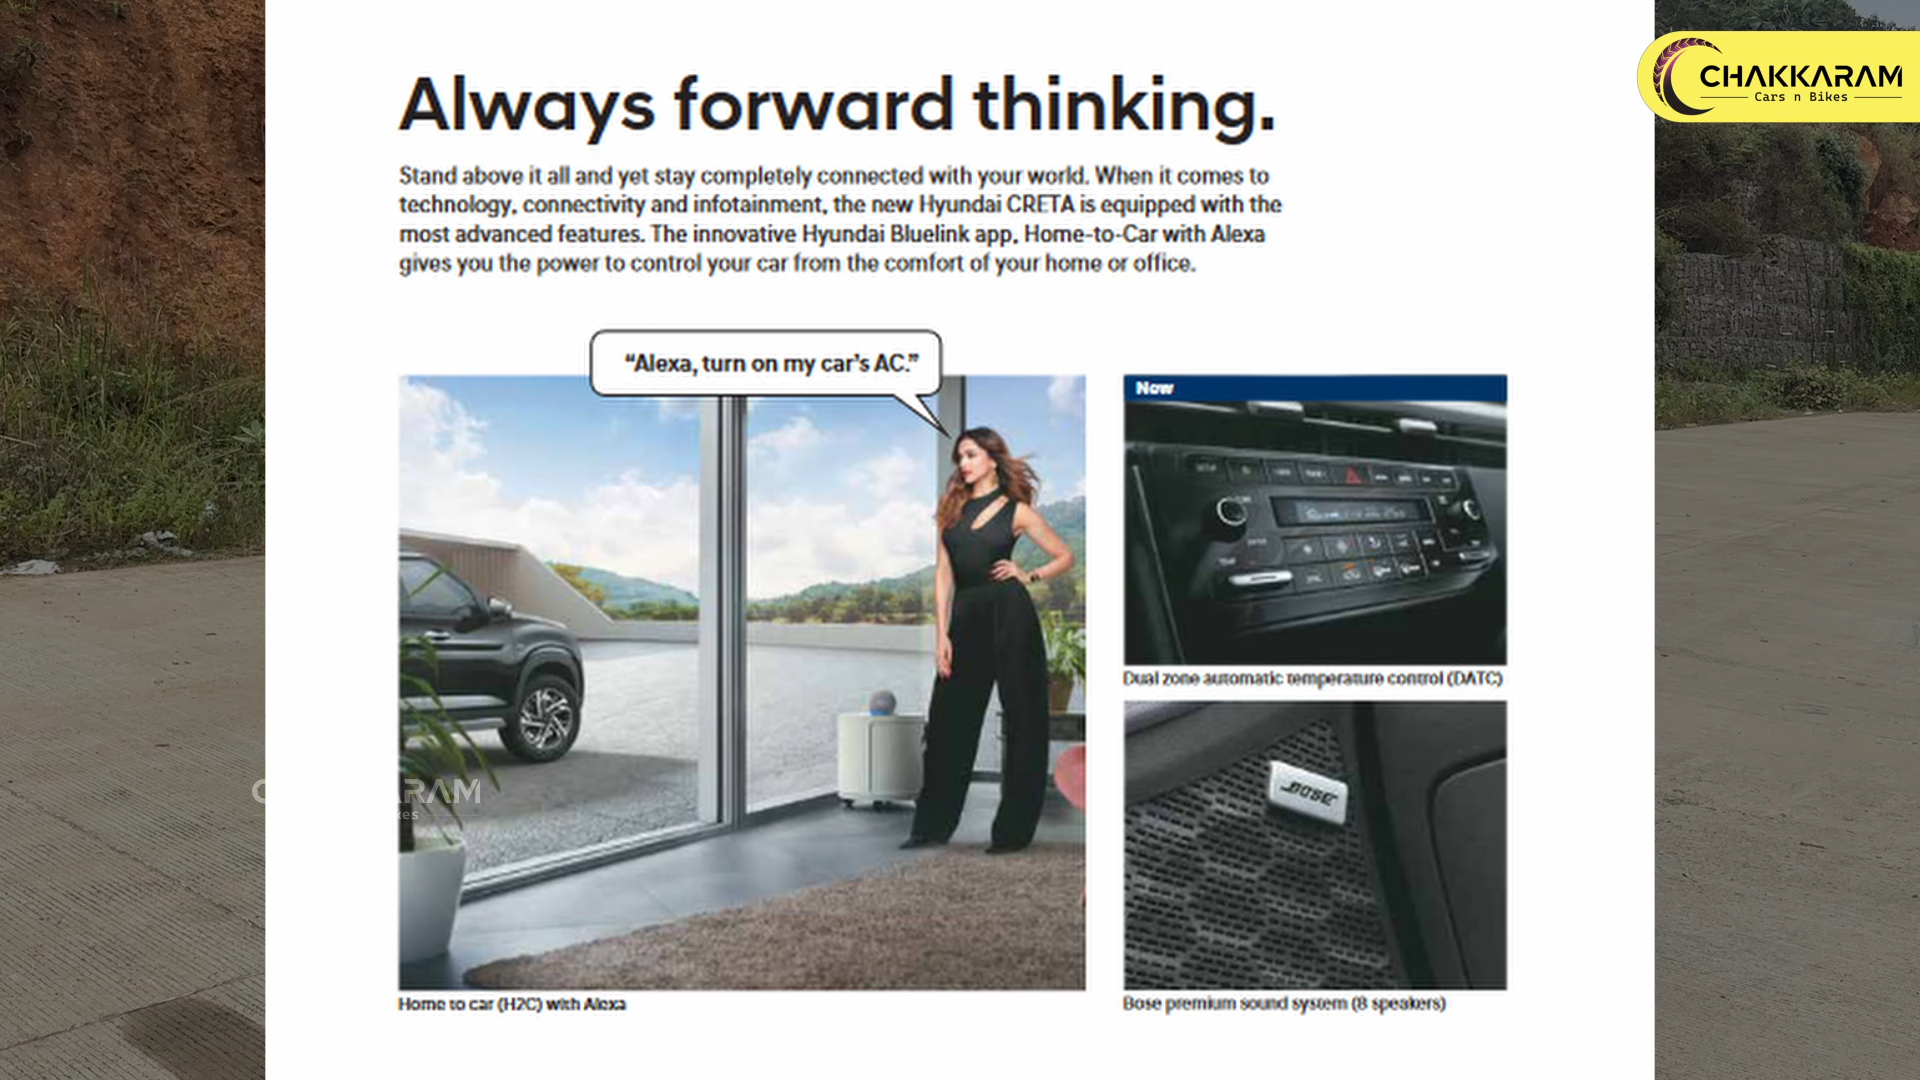 Always forward thinking.
Stand above it all and yet stay completely connected with your world. When it comes to
technology, connectivity and infotainment, the new Hyundai CRETA is equipped with the
most advanced features. The innovative Hyundai Bluelink app, Home-to-Car with Alexa
gives you the power to control your car from the comfort of your home or office.
“Alexa, turn on my car’s AC.”
Home to car (H2C) with Alexa
New
Dual zone automatic temperature control (DATC)
BOSE
Bose premium sound system (8 speakers)
CHAKKARAM
Cars n Bikes